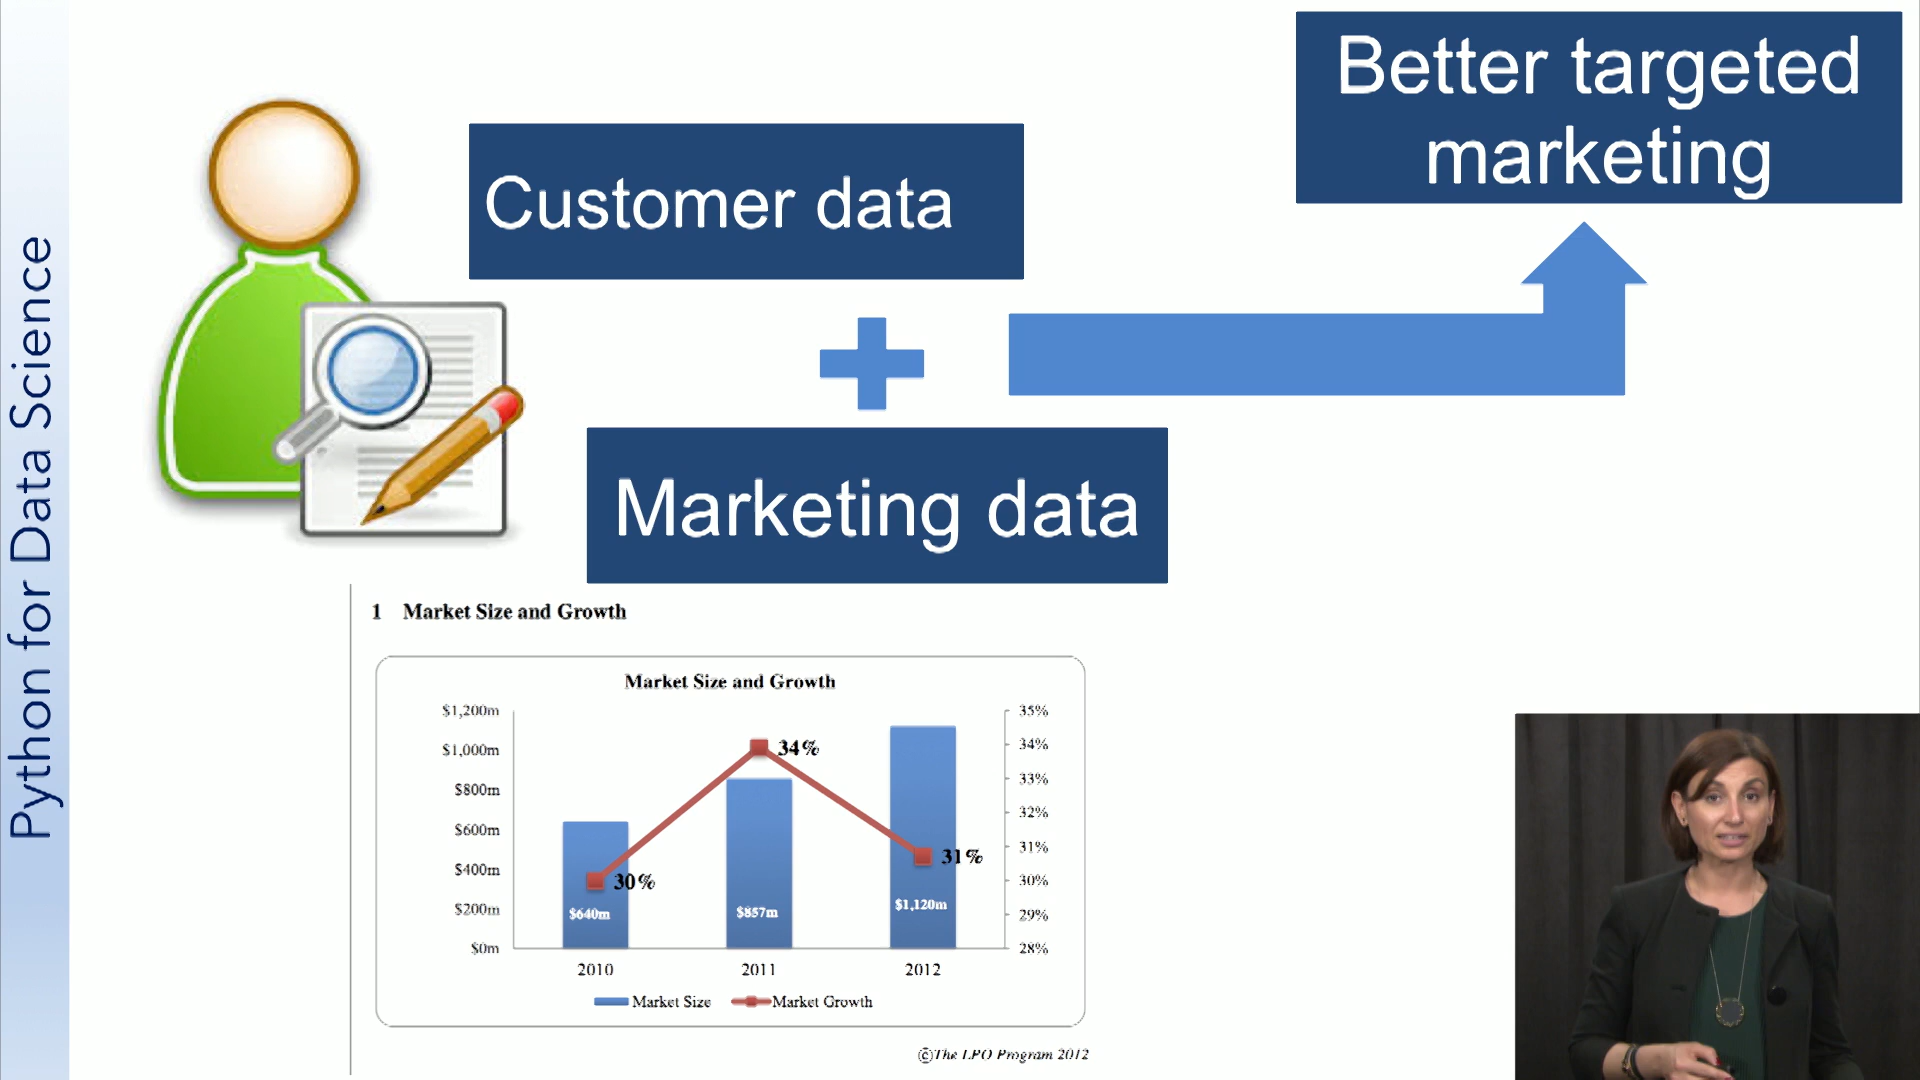 Python for Data Science
Better targeted
marketing
Customer data
Marketing data
1 Market Size and Growth
Market Size and Growth
$1,200m
$1,000m
$800m
$600m
$400m
$200m
$0m
35%
34%
33%
32%
31%
30%
29%
28%
34%
31%
30%
$640m
$857m
$1,120m
2010 2011 2012
Market Size Market Growth
©The LPO Program 2012